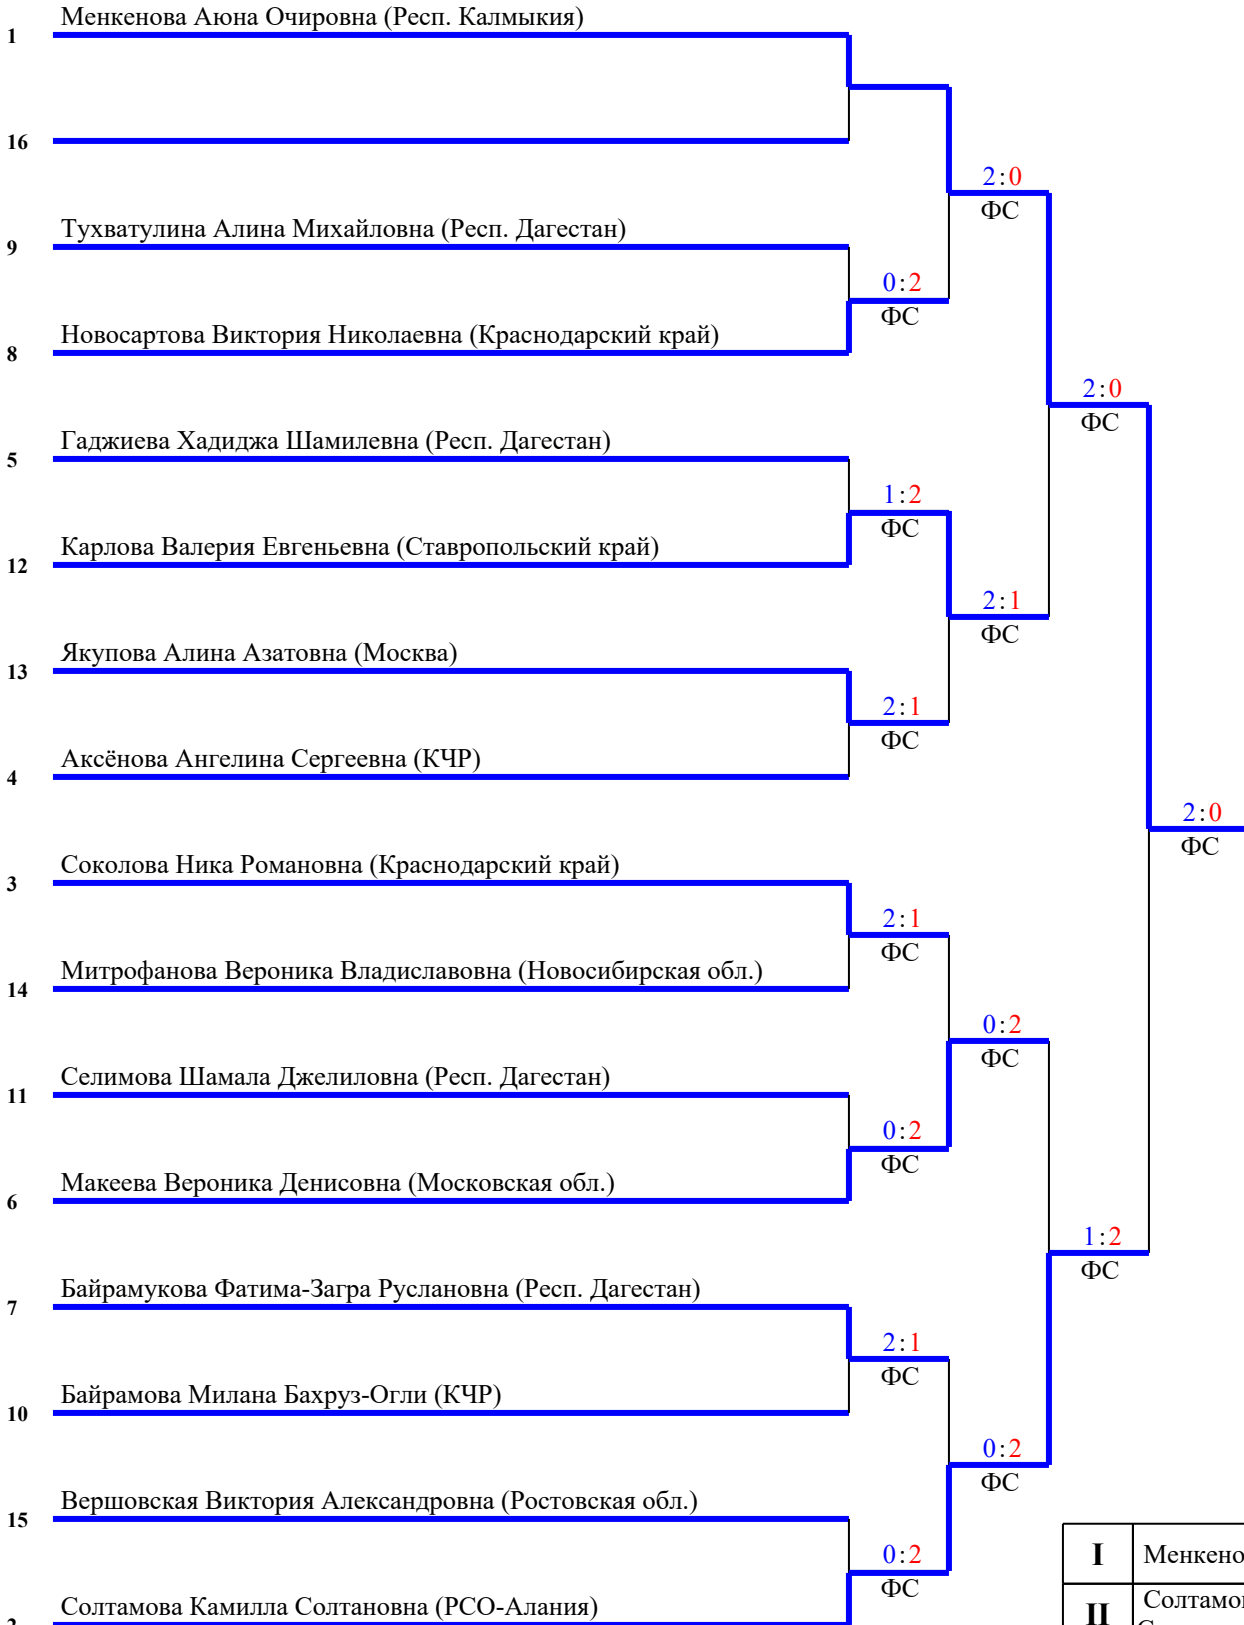 Менкенова Аюна Очировна (Респ. Калмыкия)
1
16
2:0
ФС
Тухватулина Алина Михайловна (Респ. Дагестан)
9
0:2
ФС
Новосартова Виктория Николаевна (Краснодарский край)
8
2:0
ФС
Гаджиева Хадиджа Шамилевна (Респ. Дагестан)
5
1:2
ФС
Карлова Валерия Евгеньевна (Ставропольский край)
12
2:1
ФС
Якупова Алина Азатовна (Москва)
13
2:1
ФС
Аксёнова Ангелина Сергеевна (КЧР)
4
2:0
ФС
Соколова Ника Романовна (Краснодарский край)
3
2:1
ФС
Митрофанова Вероника Владиславовна (Новосибирская обл.)
14
0:2
ФС
Селимова Шамала Джелиловна (Респ. Дагестан)
11
0:2
ФС
Макеева Вероника Денисовна (Московская обл.)
6
1:2
ФС
Байрамукова Фатима-Загра Руслановна (Респ. Дагестан)
7
2:1
ФС
Байрамова Милана Бахруз-Огли (КЧР)
10
0:2
ФС
Вершовская Виктория Александровна (Ростовская обл.)
15
0:2
ФС
I Менкено
Солтамова Камилла Солтановна (РСО-Алания)
II Солтамо